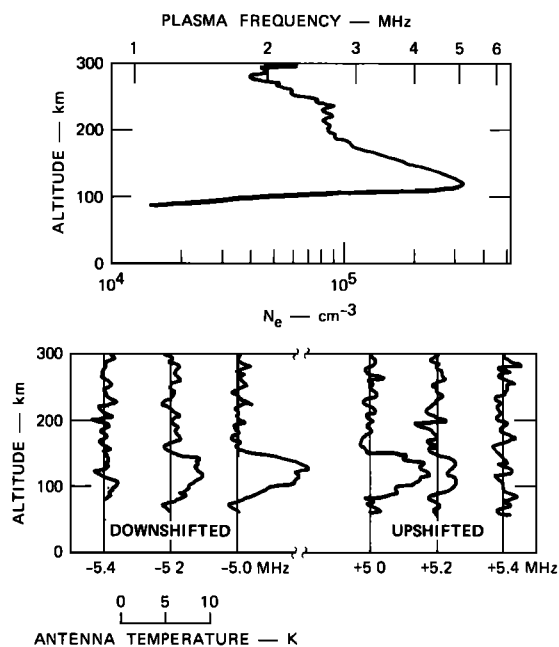 PLASMA FREQUENCY — MHz
1 2 3 4 5 6
300
200
100
0
ALTITUDE — km
10^4 10^5
N_e — cm^-3
300
200
100
0
ALTITUDE — km
DOWNSHIFTED UPSHIFTED
-5.4 -5 2 -5.0 MHz +5 0 +5.2 +5.4 MHz
0 5 10
ANTENNA TEMPERATURE — K